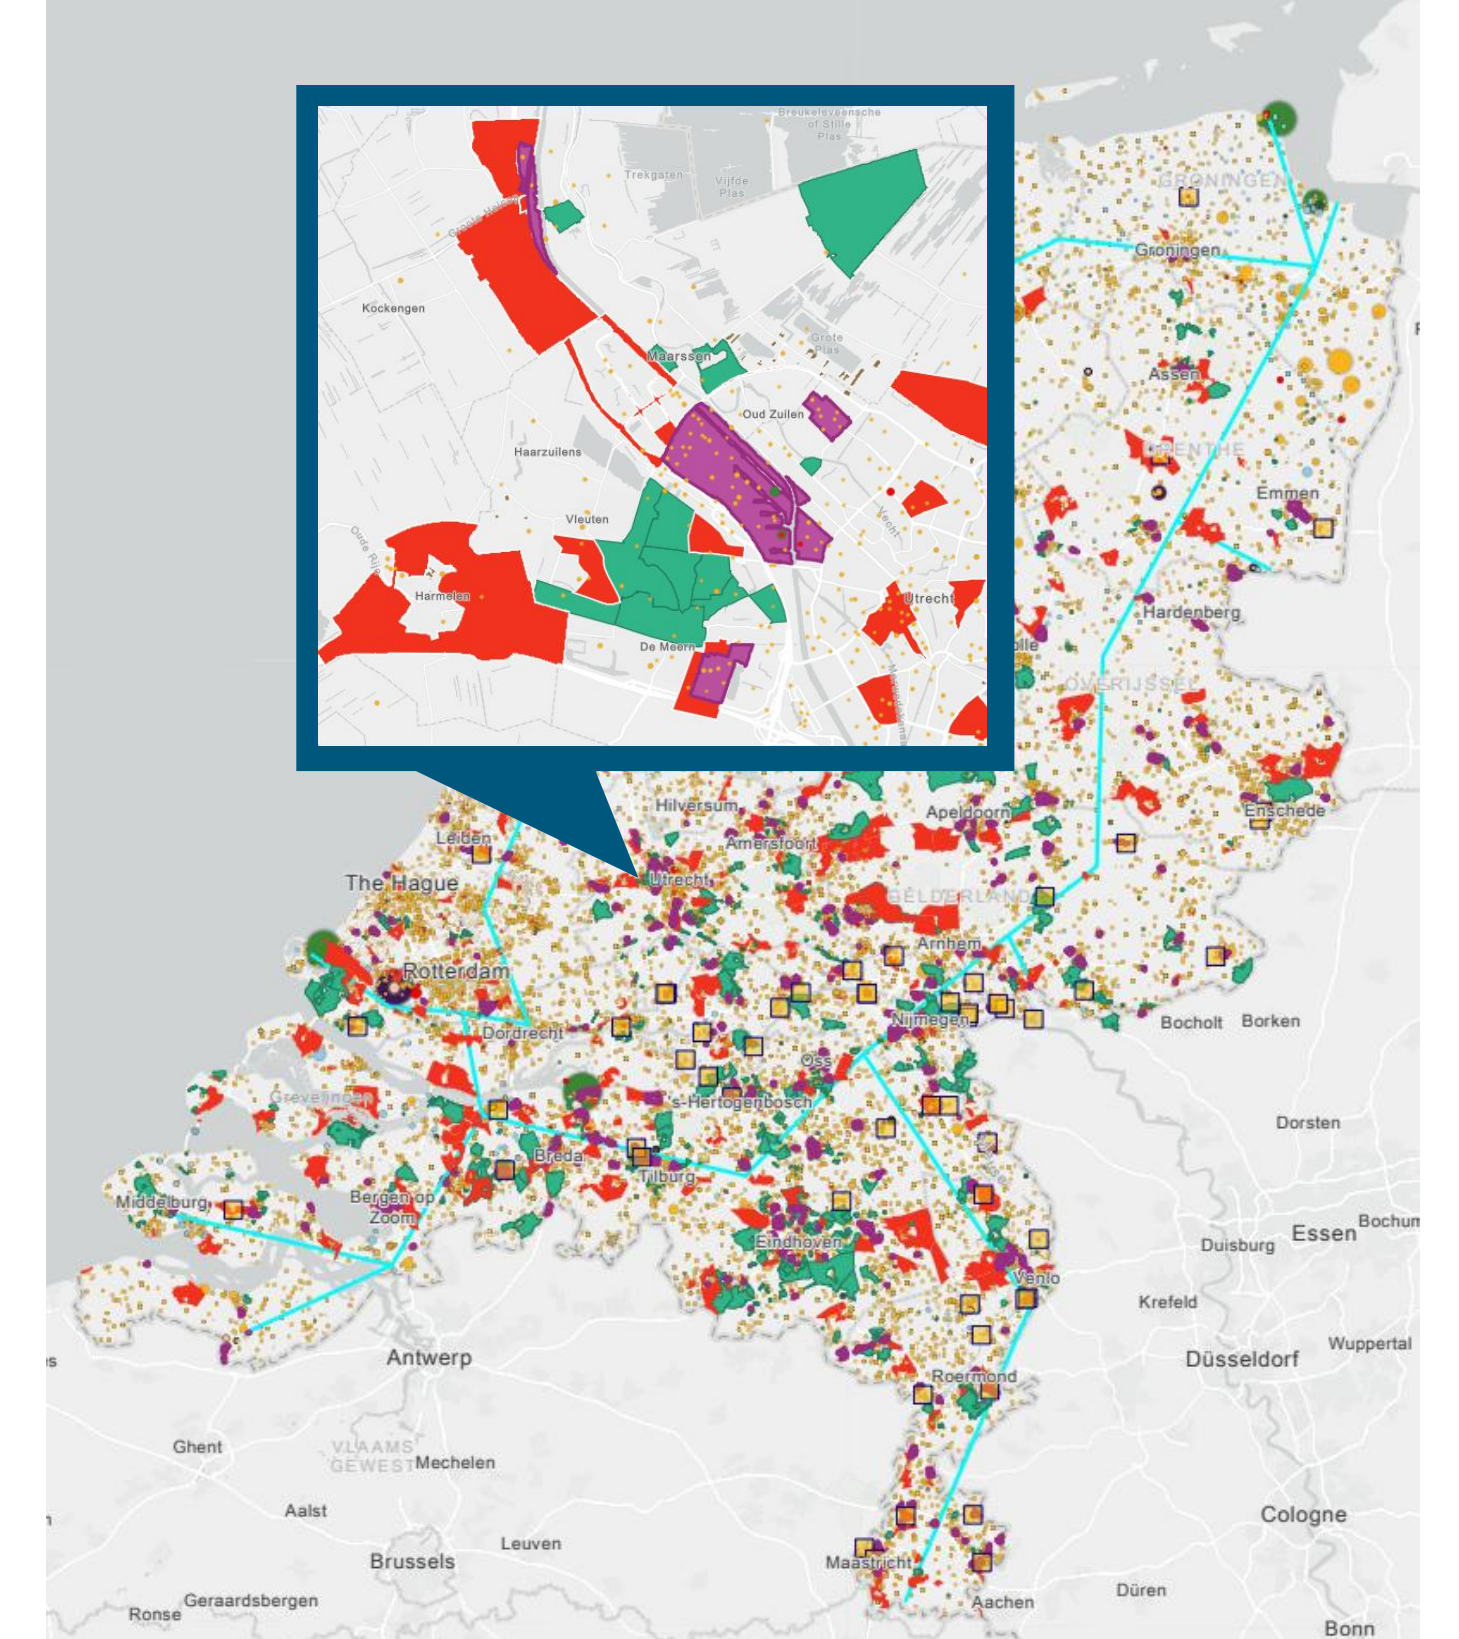 Breukeleveensche
of Stille
Plas
Trekgaten
Vijfde
Plas
Kockengen
Grote
Plas
Maarssen
Oud Zuilen
Haarzuilens
Vleuten
Vecht
Oude Rijn
Harmelen
Utrecht
De Meern
GRONINGEN
Groningen
Assen
DRENTHE
Emmen
Hardenberg
OVERIJSSEL
Hilversum
Apeldoorn
Enschede
Leiden
Amersfoort
The Hague
Utrecht
GELDERLAND
Arnhem
Rotterdam
Dordrecht
Nijmegen
Bocholt
Borken
Oss
Grevelingen
's-Hertogenbosch
Dorsten
Breda
Tilburg
Middelburg
Bergen op
Zoom
Bochum
Essen
Duisburg
Eindhoven
Venlo
Krefeld
Wuppertal
Antwerp
Düsseldorf
Roermond
Ghent
VLAAMS
GEWEST
Mechelen
Aalst
Cologne
Leuven
Brussels
Maastricht
Düren
Geraardsbergen
Aachen
Ronse
Bonn